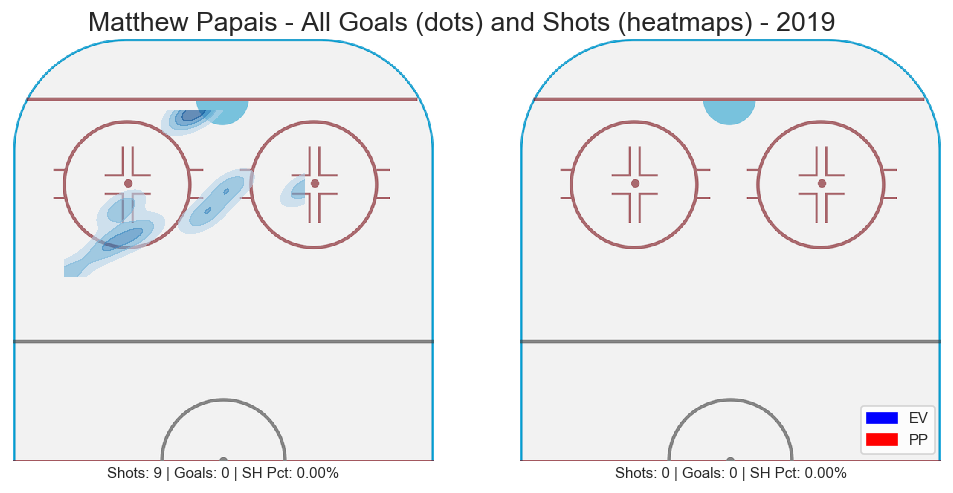 Matthew Papais - All Goals (dots) and Shots (heatmaps) - 2019
EV
PP
Shots: 9 | Goals: 0 | SH Pct: 0.00%
Shots: 0 | Goals: 0 | SH Pct: 0.00%